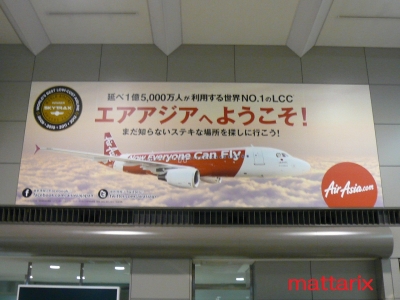 延べ1億5,000万人が利用する世界NO.1のLCC
エアアジアへようこそ!
まだ知らないステキな場所を探しに行こう!
SKYTRAX
Now Everyone Can Fly
AirAsia.com
mattarix